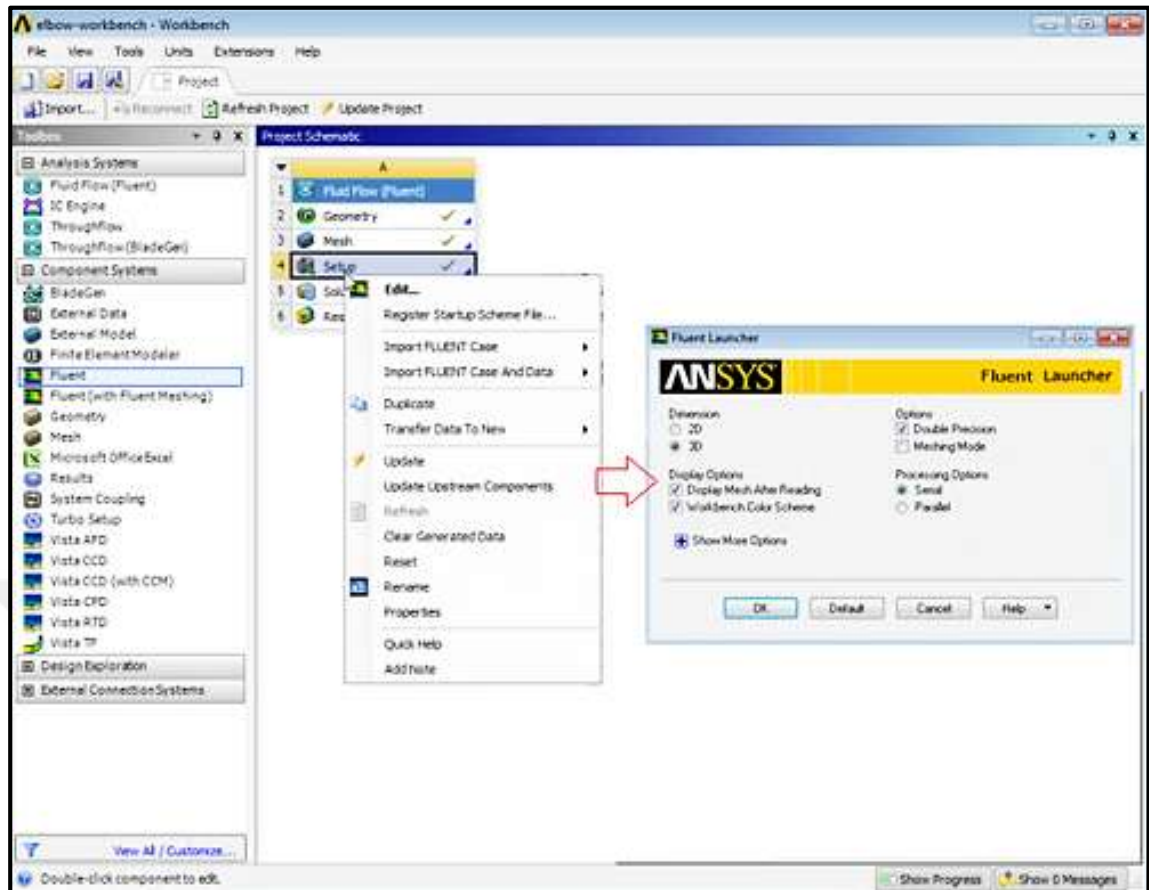 elbow-workbench - Workbench
File View Tools Units Extensions Help
Project
Import... Reconnect Refresh Project Update Project
Toolbox
Project Schematic
Analysis Systems
Fluid Flow (Fluent)
IC Engine
Throughflow
Throughflow (BladeGen)
Component Systems
BladeGen
External Data
External Model
Finite Element Modeler
Fluent
Fluent (with Fluent Meshing)
Geometry
Mesh
Microsoft Office Excel
Results
System Coupling
Turbo Setup
Vista AFD
Vista CCD
Vista CCD (with CCM)
Vista CPD
Vista RTD
Vista TF
Design Exploration
External Connection Systems
View All / Customize...
A
1 Fluid Flow (Fluent)
2 Geometry
3 Mesh
4 Setup
5 Sol
6 Res
Edit...
Register Startup Scheme File...
Import FLUENT Case
Import FLUENT Case And Data
Duplicate
Transfer Data To New
Update
Update Upstream Components
Refresh
Clear Generated Data
Reset
Rename
Properties
Quick Help
Add Note
Fluent Launcher
ANSYS Fluent Launcher
Dimension
2D
3D
Options
Double Precision
Meshing Mode
Display Options
Display Mesh After Reading
Workbench Color Scheme
Processing Options
Serial
Parallel
Show More Options
OK Default Cancel Help
Double-click component to edit.
Show Progress Show 0 Messages